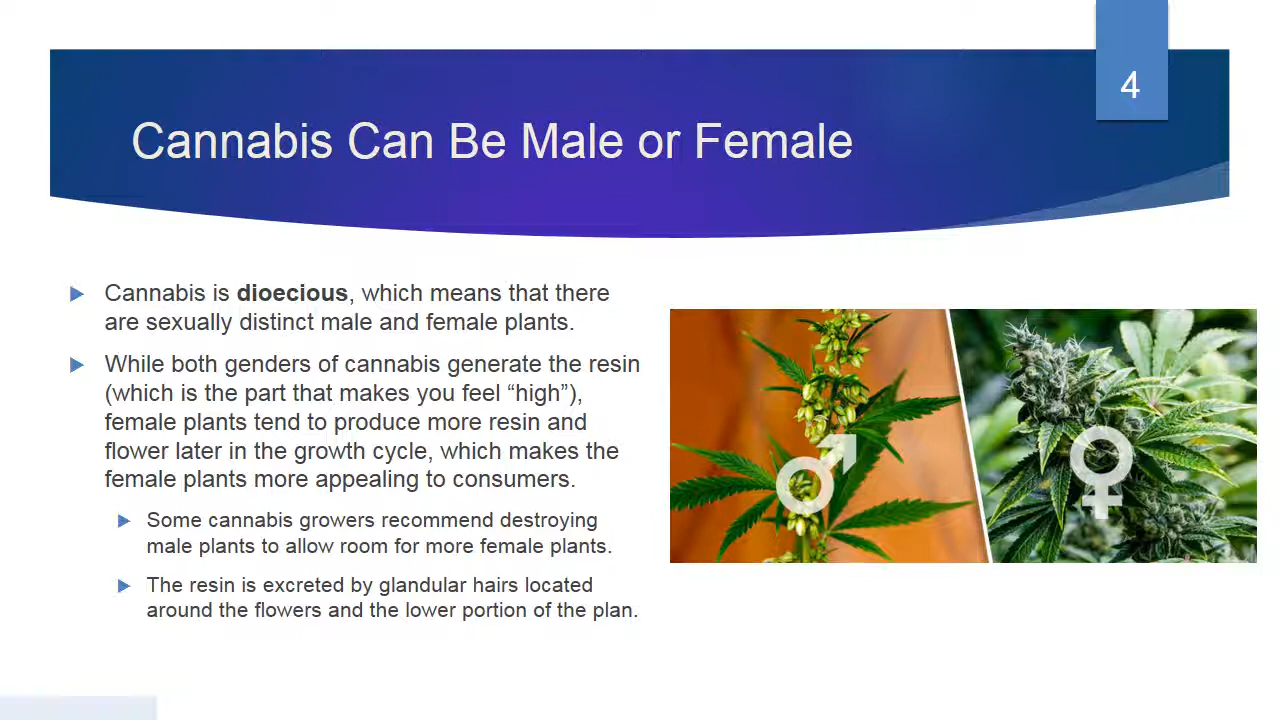 4
Cannabis Can Be Male or Female
Cannabis is dioecious, which means that there
are sexually distinct male and female plants.
While both genders of cannabis generate the resin
(which is the part that makes you feel “high”),
female plants tend to produce more resin and
flower later in the growth cycle, which makes the
female plants more appealing to consumers.
Some cannabis growers recommend destroying
male plants to allow room for more female plants.
The resin is excreted by glandular hairs located
around the flowers and the lower portion of the plan.